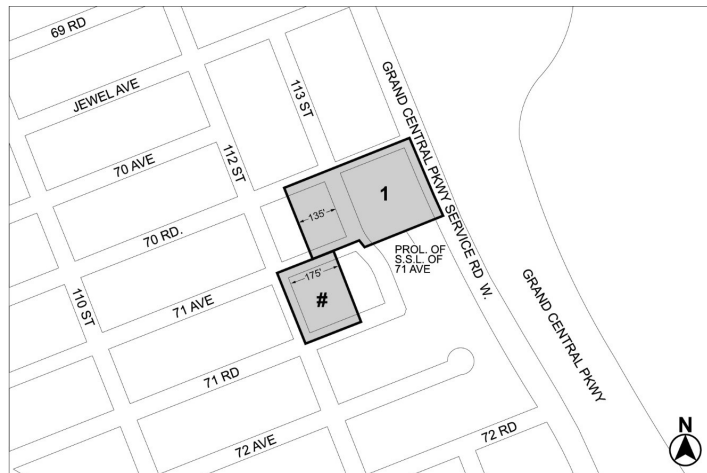 69 RD
JEWEL AVE
113 ST
GRAND CENTRAL PKWY SERVICE RD W.
112 ST
70 AVE
1
135'
70 RD.
PROL. OF
S.S.L. OF
71 AVE
175'
#
110 ST
71 AVE
GRAND CENTRAL PKWY
71 RD
72 AVE
72 RD
N